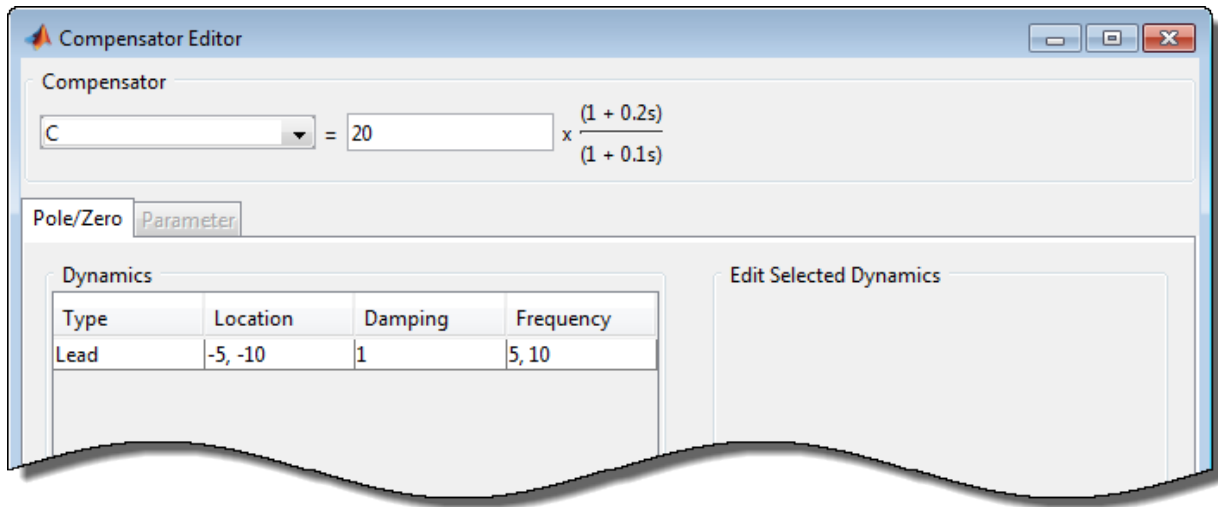 Compensator Editor
Compensator
C = 20 x (1 + 0.2s)
(1 + 0.1s)
Pole/Zero Parameter
Dynamics
Type Location Damping Frequency
Lead -5, -10 1 5, 10
Edit Selected Dynamics